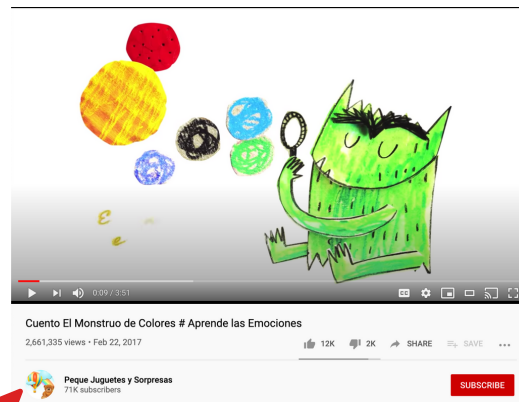 E
e
0:09 / 3:51
CC
Cuento El Monstruo de Colores # Aprende las Emociones
2,661,335 views • Feb 22, 2017
12K 2K SHARE SAVE
Peque Juguetes y Sorpresas
71K subscribers
SUBSCRIBE